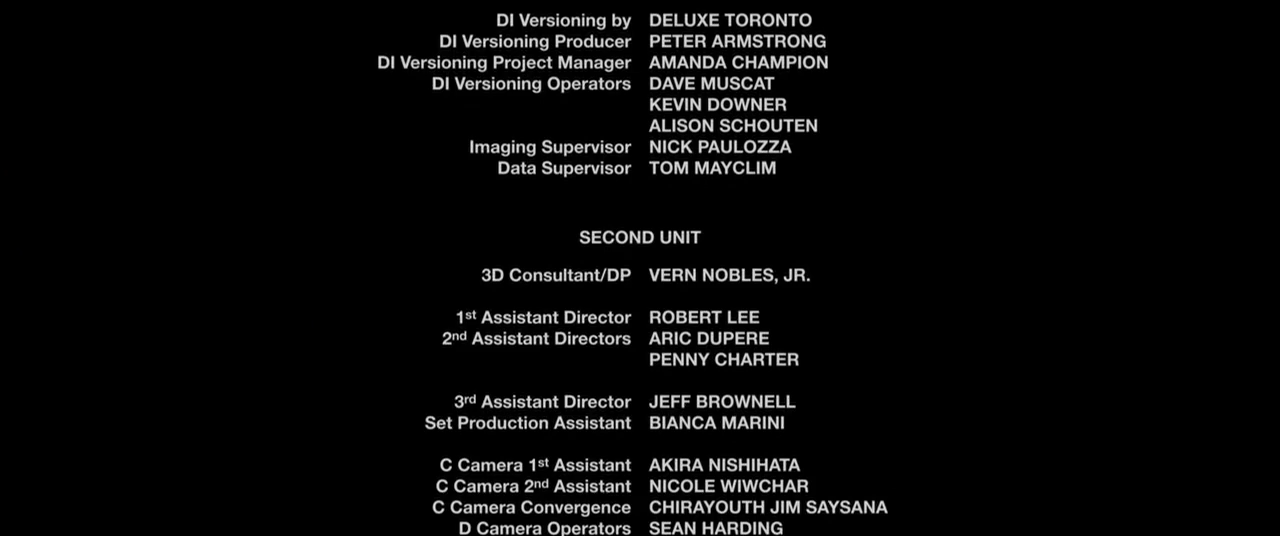 DI Versioning by DELUXE TORONTO
DI Versioning Producer PETER ARMSTRONG
DI Versioning Project Manager AMANDA CHAMPION
DI Versioning Operators DAVE MUSCAT
KEVIN DOWNER
ALISON SCHOUTEN
Imaging Supervisor NICK PAULOZZA
Data Supervisor TOM MAYCLIM
SECOND UNIT
3D Consultant/DP VERN NOBLES, JR.
1st Assistant Director ROBERT LEE
2nd Assistant Directors ARIC DUPERE
PENNY CHARTER
3rd Assistant Director JEFF BROWNELL
Set Production Assistant BIANCA MARINI
C Camera 1st Assistant AKIRA NISHIHATA
C Camera 2nd Assistant NICOLE WIWCHAR
C Camera Convergence CHIRAYOUTH JIM SAYSANA
D Camera Operators SEAN HARDING